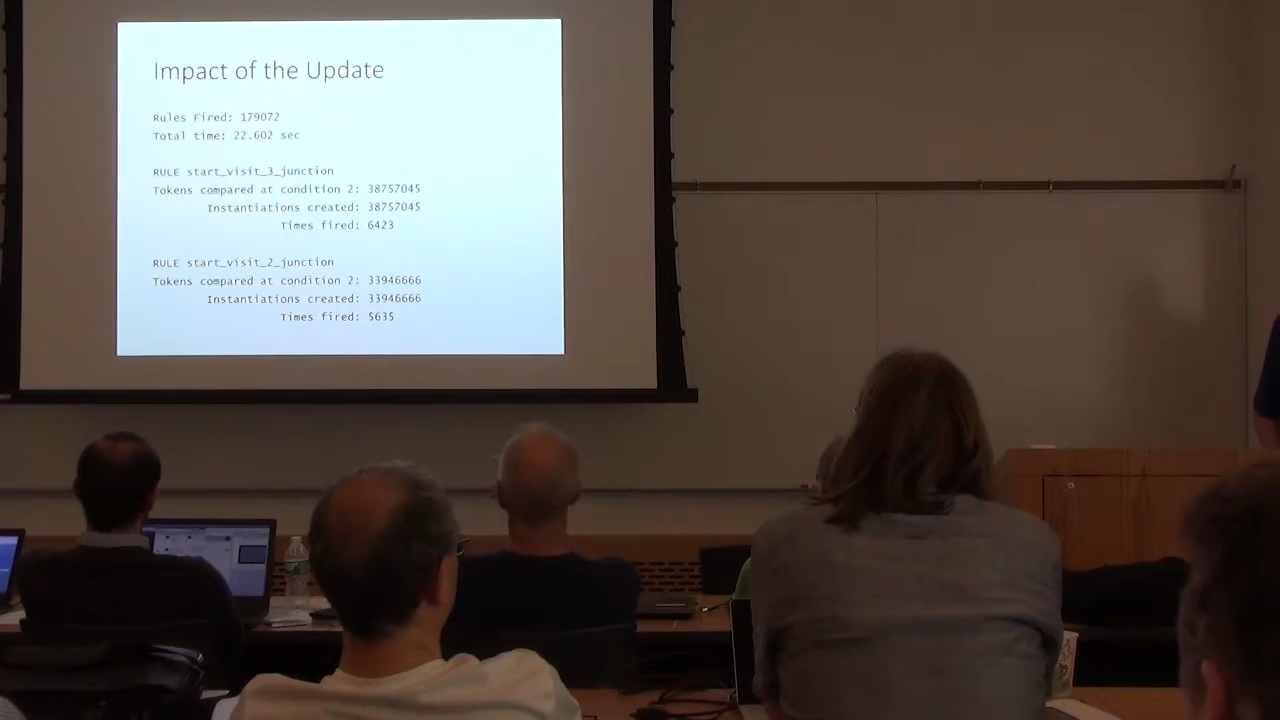 Impact of the Update
Rules Fired: 179072
Total time: 22.602 sec
RULE start_visit_3_junction
Tokens compared at condition 2: 38757045
Instantiations created: 38757045
Times fired: 6423
RULE start_visit_2_junction
Tokens compared at condition 2: 33946666
Instantiations created: 33946666
Times fired: 5635